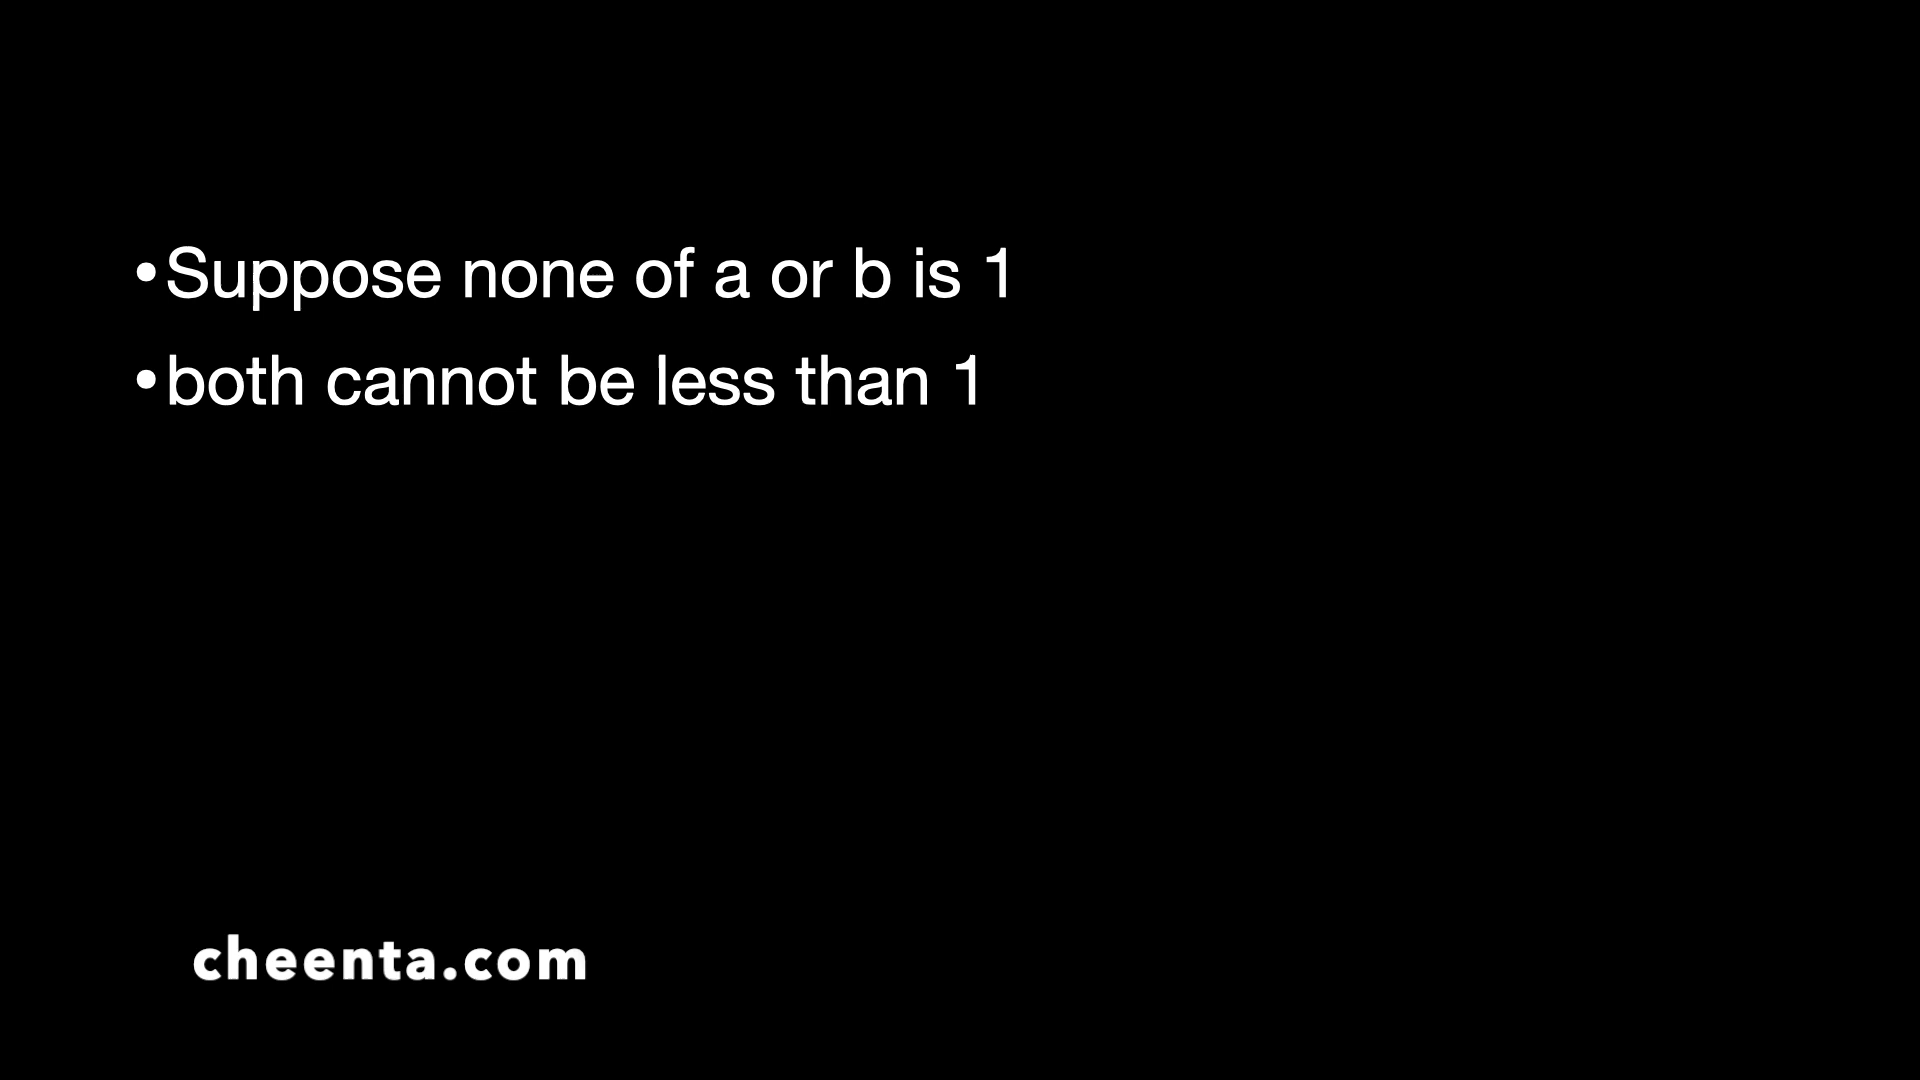 •Suppose none of a or b is 1
•both cannot be less than 1
cheenta.com